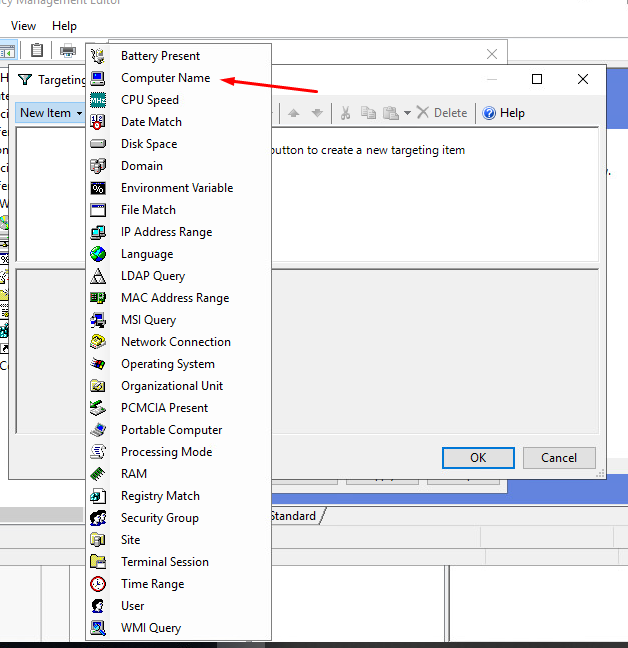 cy Management Editor
View Help
Targeting
New Item
Delete
Help
button to create a new targeting item
Battery Present
Computer Name
CPU Speed
Date Match
Disk Space
Domain
Environment Variable
File Match
IP Address Range
Language
LDAP Query
MAC Address Range
MSI Query
Network Connection
Operating System
Organizational Unit
PCMCIA Present
Portable Computer
Processing Mode
RAM
Registry Match
Security Group
Site
Terminal Session
Time Range
User
WMI Query
OK
Cancel
Standard